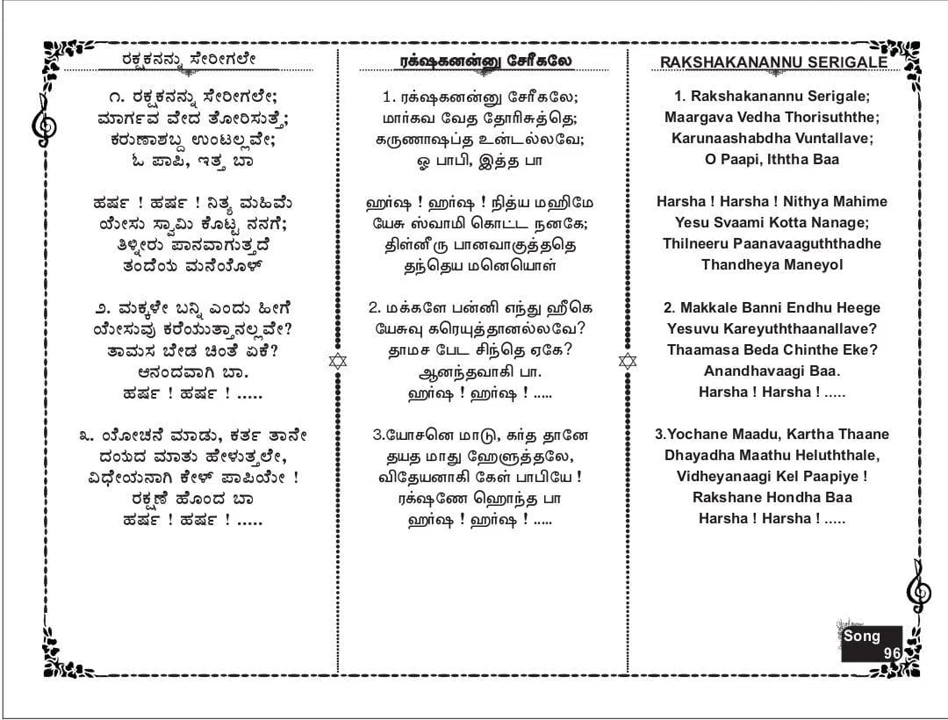 ರಕ್ಷಕನನ್ನು ಸೇರೀಗಲೇ
೧. ರಕ್ಷಕನನ್ನು ಸೇರೀಗಲೇ;
ಮಾರ್ಗವ ವೇದ ತೋರಿಸುತ್ತೆ;
ಕರುಣಾಶಬ್ದ ಉಂಟಲ್ಲವೇ;
ಓ ಪಾಪಿ, ಇತ್ತ ಬಾ
ಹರ್ಷ ! ಹರ್ಷ ! ನಿತ್ಯ ಮಹಿಮೆ
ಯೇಸು ಸ್ವಾಮಿ ಕೊಟ್ಟ ನನಗೆ;
ತಿಳ್ನೀರು ಪಾನವಾಗುತ್ತದೆ
ತಂದೆಯ ಮನೆಯೊಳ್
೨. ಮಕ್ಕಳೇ ಬನ್ನಿ ಎಂದು ಹೀಗೆ
ಯೇಸುವು ಕರೆಯುತ್ತಾನಲ್ಲವೇ?
ತಾಮಸ ಬೇಡ ಚಿಂತೆ ಏಕೆ?
ಆನಂದವಾಗಿ ಬಾ.
ಹರ್ಷ ! ಹರ್ಷ ! .....
೩. ಯೋಚನೆ ಮಾಡು, ಕರ್ತ ತಾನೇ
ದಯದ ಮಾತು ಹೇಳುತ್ತಲೇ,
ವಿಧೇಯನಾಗಿ ಕೇಳ್ ಪಾಪಿಯೇ !
ರಕ್ಷಣೆ ಹೊಂದ ಬಾ
ಹರ್ಷ ! ಹರ್ಷ ! .....
ரக்ஷகனன்னு சேரீகலே
1. ரக்ஷகனன்னு சேரீகலே;
மார்கவ வேத தோரிசுத்தெ;
கருணாஷப்த உன்டல்லவே;
ஓ பாபி, இத்த பா
ஹர்ஷ ! ஹர்ஷ ! நித்ய மஹிமே
யேசு ஸ்வாமி கொட்ட நனகே;
திள்னீரு பானவாகுத்ததெ
தந்தெய மனெயொள்
2. மக்களே பன்னி எந்து ஹீகெ
யேசுவு கரெயுத்தானல்லவே?
தாமச பேட சிந்தெ ஏகே?
ஆனந்தவாகி பா.
ஹர்ஷ ! ஹர்ஷ ! .....
3.யோசனெ மாடு, கர்த தானே
தயத மாது ஹேளுத்தலே,
விதேயனாகி கேள் பாபியே !
ரக்ஷணே ஹொந்த பா
ஹர்ஷ ! ஹர்ஷ ! .....
RAKSHAKANANNU SERIGALE
1. Rakshakanannu Serigale;
Maargava Vedha Thorisuththe;
Karunaashabdha Vuntallave;
O Paapi, Iththa Baa
Harsha ! Harsha ! Nithya Mahime
Yesu Svaami Kotta Nanage;
Thilneeru Paanavaaguththadhe
Thandheya Maneyol
2. Makkale Banni Endhu Heege
Yesuvu Kareyuththaanallave?
Thaamasa Beda Chinthe Eke?
Anandhavaagi Baa.
Harsha ! Harsha ! .....
3.Yochane Maadu, Kartha Thaane
Dhayadha Maathu Heluththale,
Vidheyanaagi Kel Paapiye !
Rakshane Hondha Baa
Harsha ! Harsha ! .....
Song
96